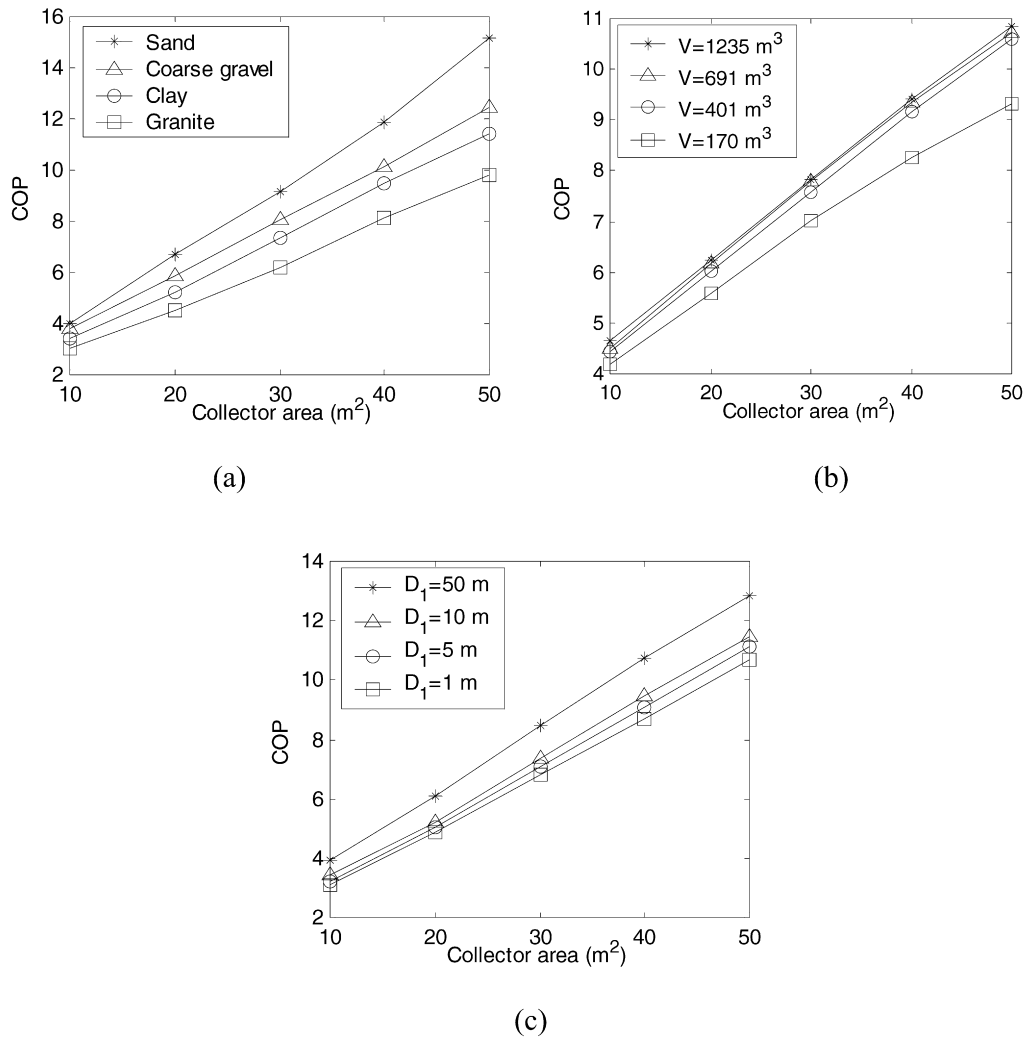 16
14
12
10
8
6
4
2
COP
Sand
Coarse gravel
Clay
Granite
10 20 30 40 50
Collector area (m²)
(a)
11
10
9
8
7
6
5
4
COP
V=1235 m³
V=691 m³
V=401 m³
V=170 m³
10 20 30 40 50
Collector area (m²)
(b)
14
12
10
8
6
4
2
COP
D₁=50 m
D₁=10 m
D₁=5 m
D₁=1 m
10 20 30 40 50
Collector area (m²)
(c)